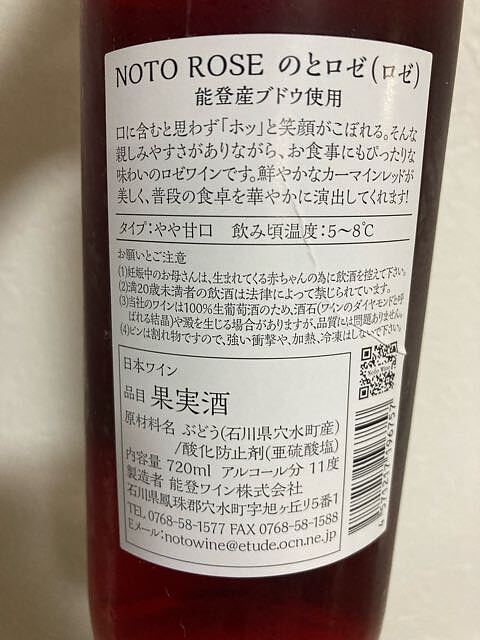 NOTO ROSE のとロゼ(ロゼ)
能登産ブドウ使用
口に含むと思わず「ホッ」と笑顔がこぼれる。そんな
親しみやすさがありながら、お食事にもぴったりな
味わいのロゼワインです。鮮やかなカーマインレッドが
美しく、普段の食卓を華やかに演出してくれます!
タイプ:やや甘口 飲み頃温度:5〜8℃
お願いとご注意
(1)妊娠中のお母さんは、生まれてくる赤ちゃんの為に飲酒を控えて下さい。
(2)満20歳未満者の飲酒は法律によって禁じられています。
(3)当社のワインは100%生葡萄酒のため、酒石(ワインのダイヤモンドと呼
ばれる結晶)や澱を生じる場合がありますが、品質には問題ありません。
(4)ビンは割れ物ですので、強い衝撃や、加熱、冷凍はしないで下さい。
日本ワイン
品目 果実酒
原材料名 ぶどう(石川県穴水町産)
/酸化防止剤(亜硫酸塩)
内容量 720ml アルコール分 11度
製造者 能登ワイン株式会社
石川県鳳珠郡穴水町字旭ヶ丘り5番1
TEL 0768-58-1577 FAX 0768-58-1588
Eメール:notowine@etude.ocn.ne.jp
Noto Wine